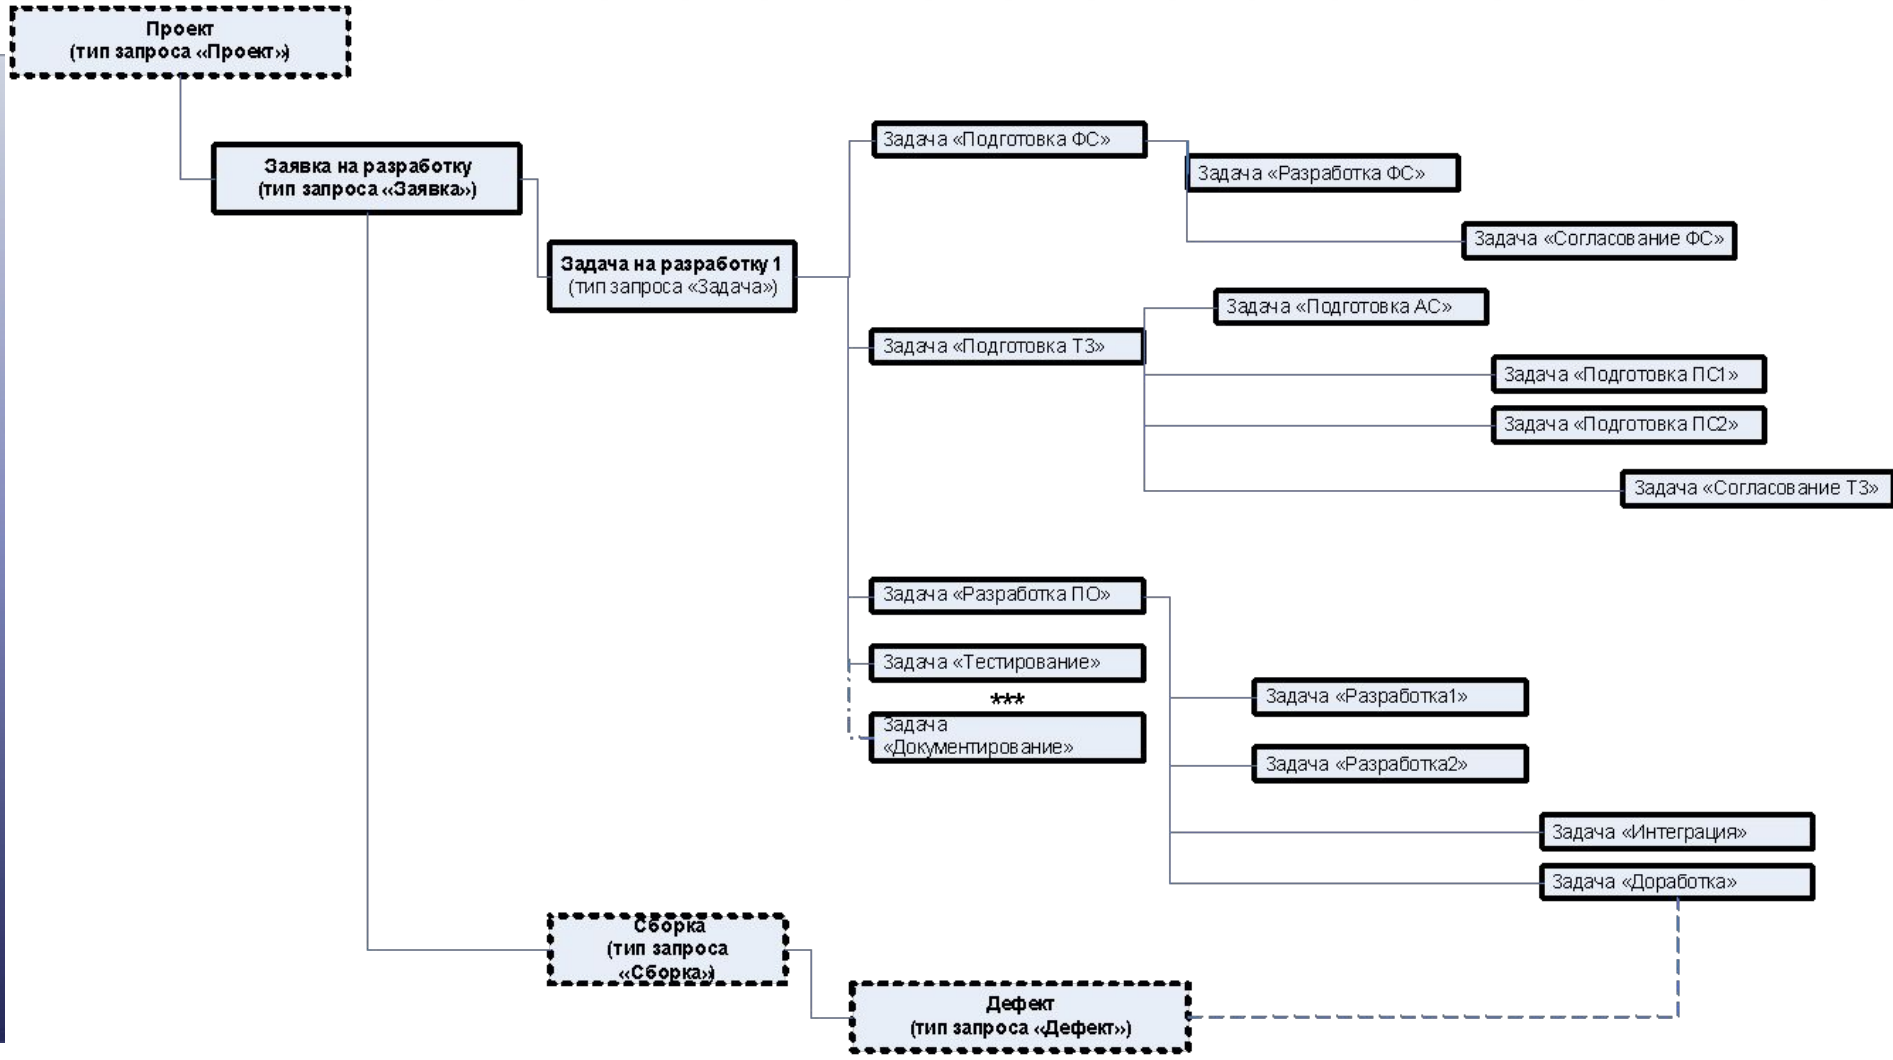 Проект
(тип запроса «Проект»)
Заявка на разработку
(тип запроса «Заявка»)
Задача на разработку 1
(тип запроса «Задача»)
Задача «Подготовка ФС»
Задача «Разработка ФС»
Задача «Согласование ФС»
Задача «Подготовка АС»
Задача «Подготовка ТЗ»
Задача «Подготовка ПС1»
Задача «Подготовка ПС2»
Задача «Согласование ТЗ»
Задача «Разработка ПО»
Задача «Тестирование»
***
Задача
«Документирование»
Задача «Разработка1»
Задача «Разработка2»
Задача «Интеграция»
Задача «Доработка»
Сборка
(тип запроса
«Сборка»)
Дефект
(тип запроса «Дефект»)